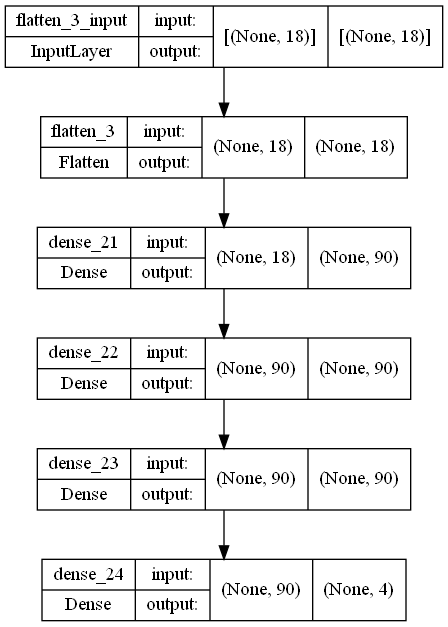 flatten_3_input input: [(None, 18)] [(None, 18)]
InputLayer output:
flatten_3 input: (None, 18) (None, 18)
Flatten output:
dense_21 input: (None, 18) (None, 90)
Dense output:
dense_22 input: (None, 90) (None, 90)
Dense output:
dense_23 input: (None, 90) (None, 90)
Dense output:
dense_24 input: (None, 90) (None, 4)
Dense output: